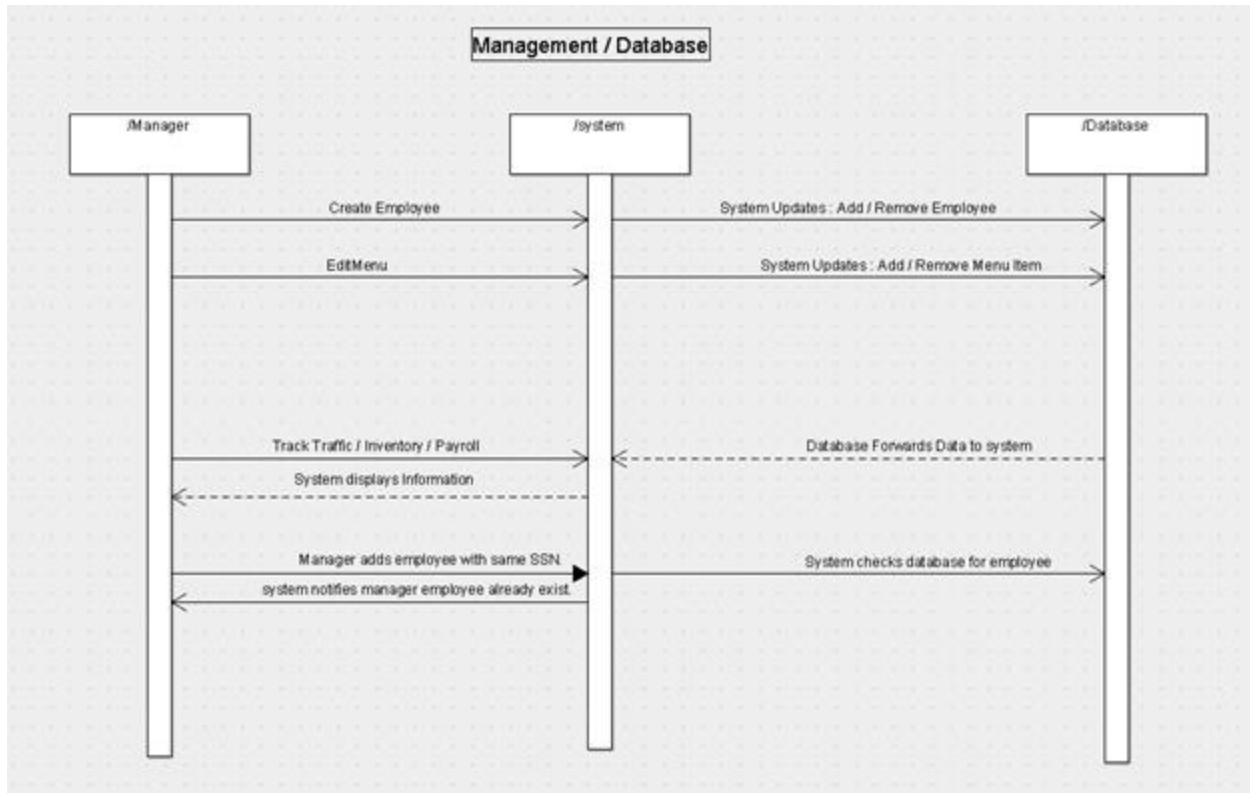 Management / Database
/Manager
/system
/Database
Create Employee
System Updates : Add / Remove Employee
EditMenu
System Updates : Add / Remove Menu Item
Track Traffic / Inventory / Payroll
Database Forwards Data to system
System displays Information
Manager adds employee with same SSN.
System checks database for employee
system notifies manager employee already exist.